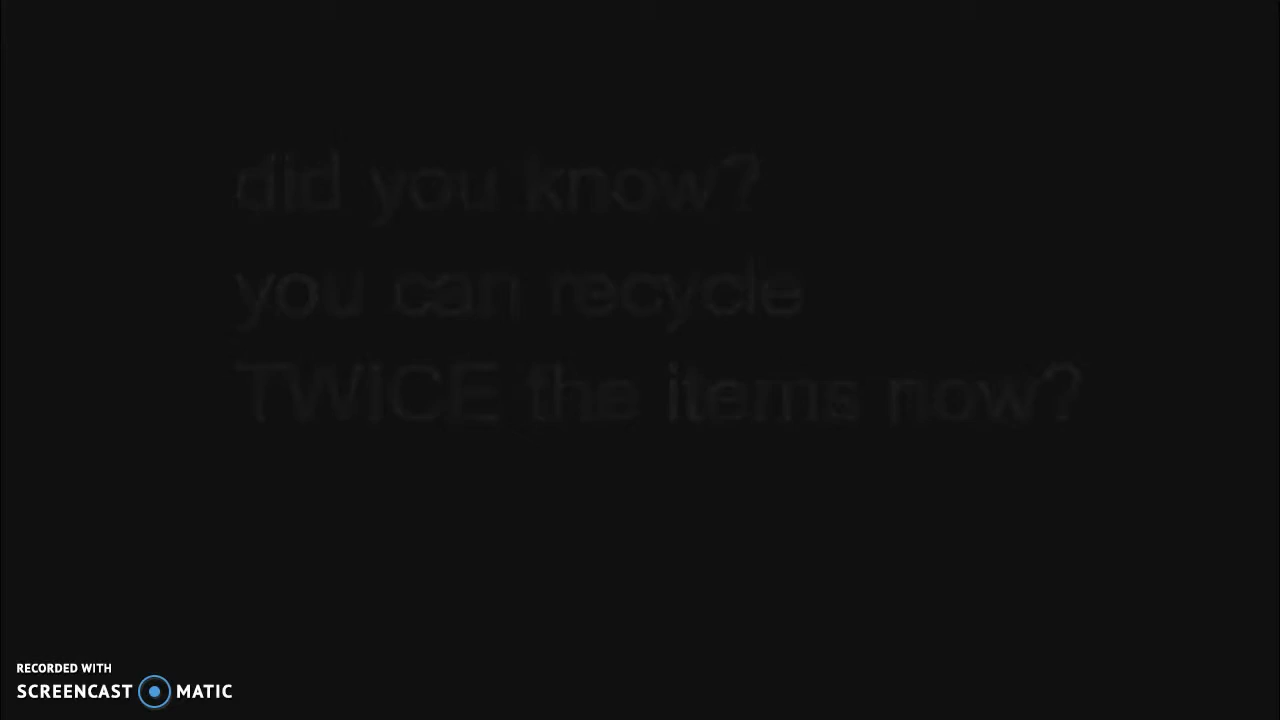 did you know?
you can recycle
TWICE the items now?
RECORDED WITH
SCREENCAST MATIC